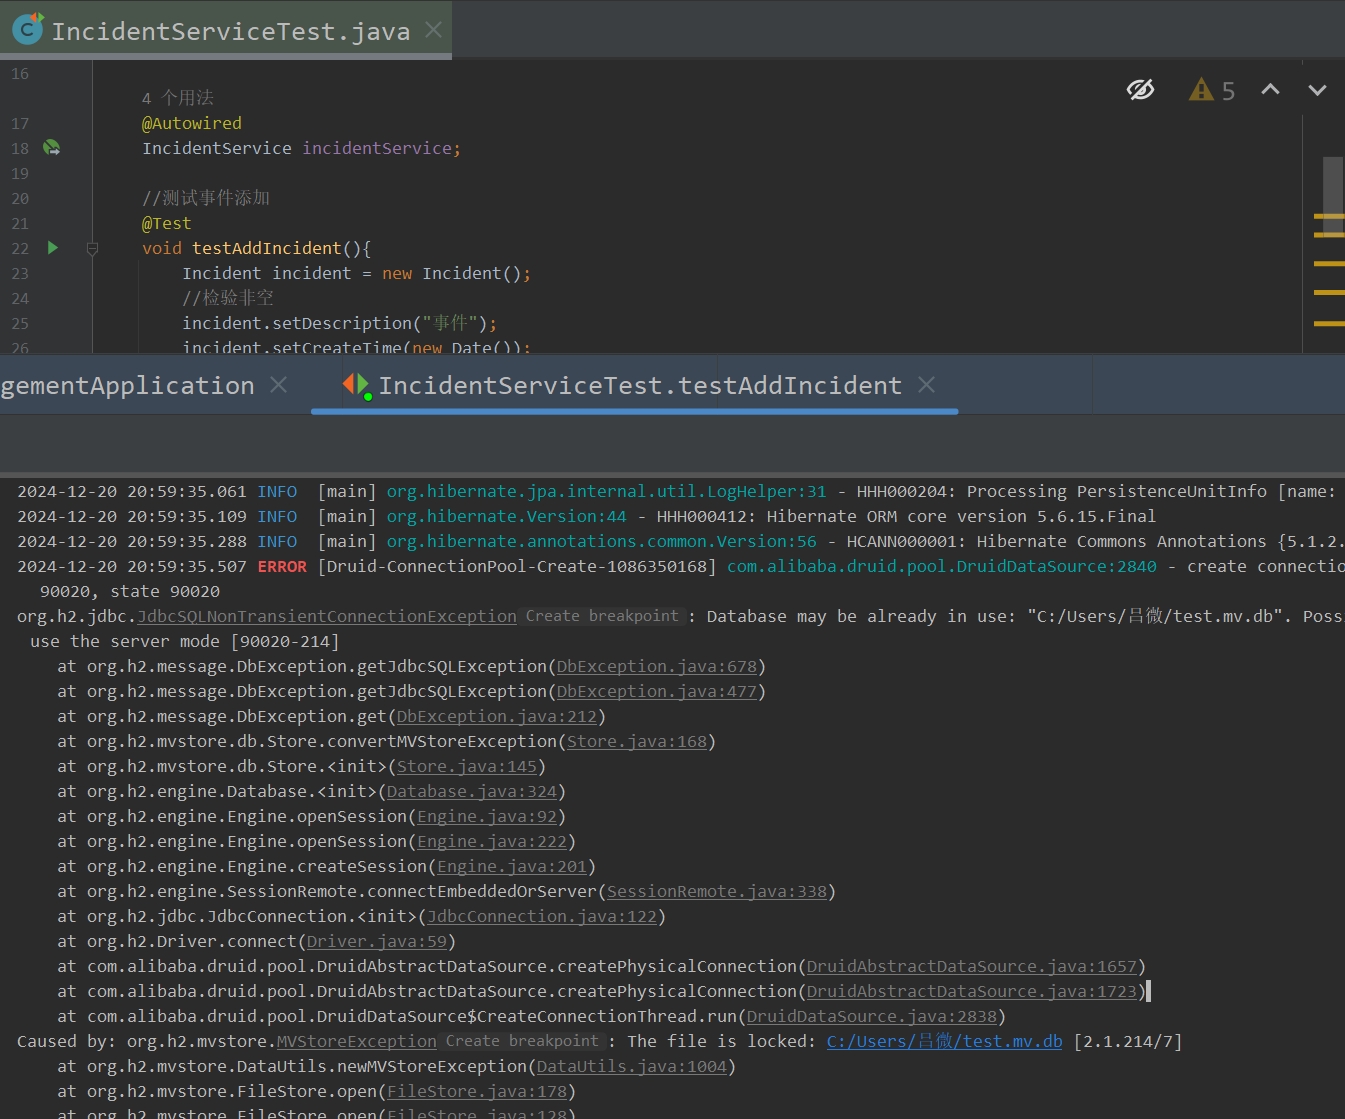 IncidentServiceTest.java
16
4 个用法
5
17 @Autowired
18 IncidentService incidentService;
19
20 //测试事件添加
21 @Test
22 void testAddIncident(){
23 Incident incident = new Incident();
24 //检验非空
25 incident.setDescription("事件");
26 incident.setCreateTime(new Date());
gementApplication IncidentServiceTest.testAddIncident
2024-12-20 20:59:35.061 INFO [main] org.hibernate.jpa.internal.util.LogHelper:31 - HHH000204: Processing PersistenceUnitInfo [name:
2024-12-20 20:59:35.109 INFO [main] org.hibernate.Version:44 - HHH000412: Hibernate ORM core version 5.6.15.Final
2024-12-20 20:59:35.288 INFO [main] org.hibernate.annotations.common.Version:56 - HCANN000001: Hibernate Commons Annotations {5.1.2.
2024-12-20 20:59:35.507 ERROR [Druid-ConnectionPool-Create-1086350168] com.alibaba.druid.pool.DruidDataSource:2840 - create connectio
90020, state 90020
org.h2.jdbc.JdbcSQLNonTransientConnectionException Create breakpoint : Database may be already in use: "C:/Users/吕微/test.mv.db". Possi
use the server mode [90020-214]
at org.h2.message.DbException.getJdbcSQLException(DbException.java:678)
at org.h2.message.DbException.getJdbcSQLException(DbException.java:477)
at org.h2.message.DbException.get(DbException.java:212)
at org.h2.mvstore.db.Store.convertMVStoreException(Store.java:168)
at org.h2.mvstore.db.Store.<init>(Store.java:145)
at org.h2.engine.Database.<init>(Database.java:324)
at org.h2.engine.Engine.openSession(Engine.java:92)
at org.h2.engine.Engine.openSession(Engine.java:222)
at org.h2.engine.Engine.createSession(Engine.java:201)
at org.h2.engine.SessionRemote.connectEmbeddedOrServer(SessionRemote.java:338)
at org.h2.jdbc.JdbcConnection.<init>(JdbcConnection.java:122)
at org.h2.Driver.connect(Driver.java:59)
at com.alibaba.druid.pool.DruidAbstractDataSource.createPhysicalConnection(DruidAbstractDataSource.java:1657)
at com.alibaba.druid.pool.DruidAbstractDataSource.createPhysicalConnection(DruidAbstractDataSource.java:1723)
at com.alibaba.druid.pool.DruidDataSource$CreateConnectionThread.run(DruidDataSource.java:2838)
Caused by: org.h2.mvstore.MVStoreException Create breakpoint : The file is locked: C:/Users/吕微/test.mv.db [2.1.214/7]
at org.h2.mvstore.DataUtils.newMVStoreException(DataUtils.java:1004)
at org.h2.mvstore.FileStore.open(FileStore.java:178)
at org.h2.mvstore.FileStore.open(FileStore.java:128)